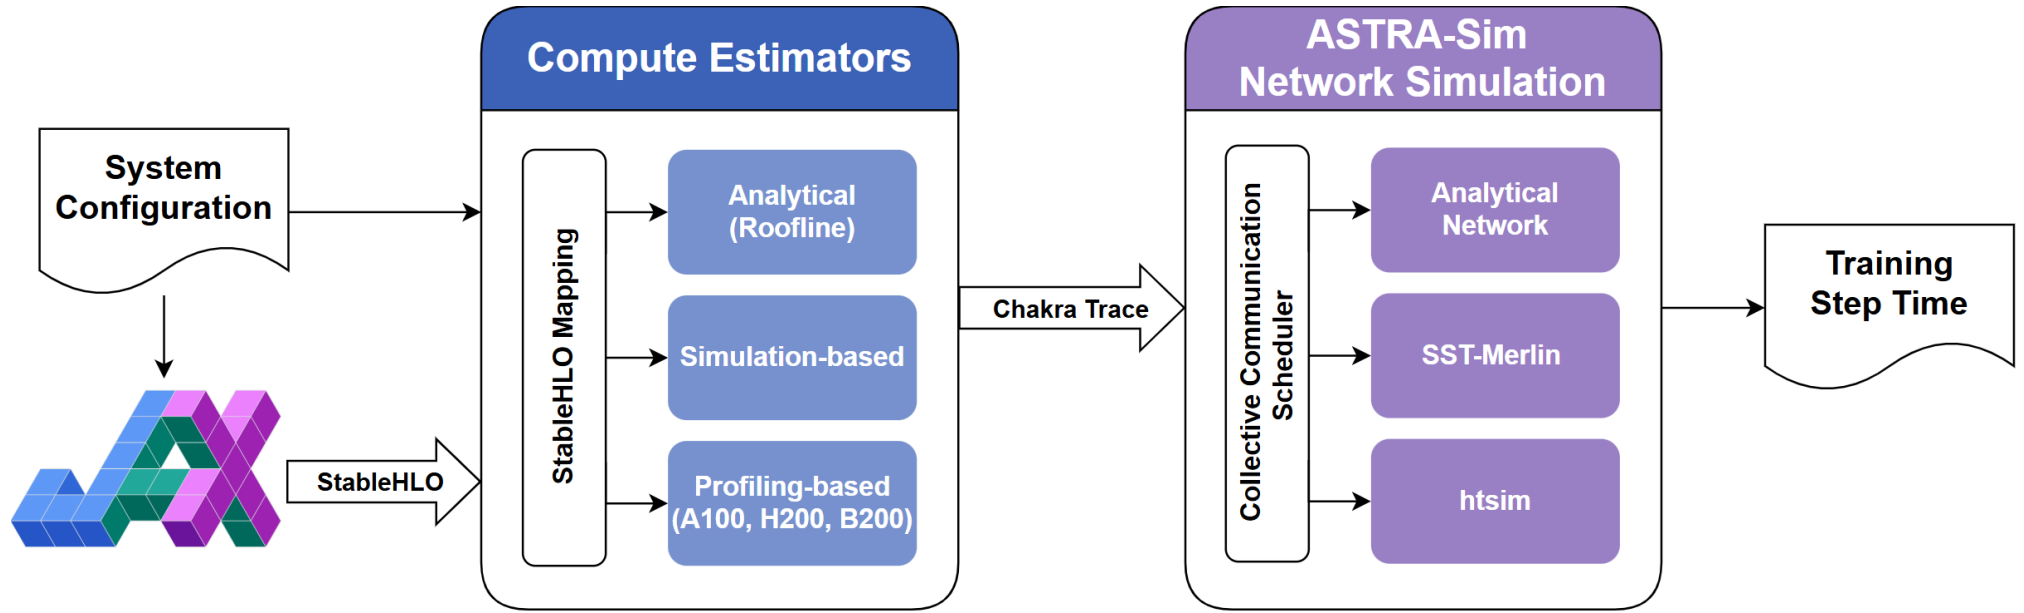 System
Configuration
StableHLO
Compute Estimators
StableHLO Mapping
Analytical
(Roofline)
Simulation-based
Profiling-based
(A100, H200, B200)
Chakra Trace
ASTRA-Sim
Network Simulation
Collective Communication
Scheduler
Analytical
Network
SST-Merlin
htsim
Training
Step Time